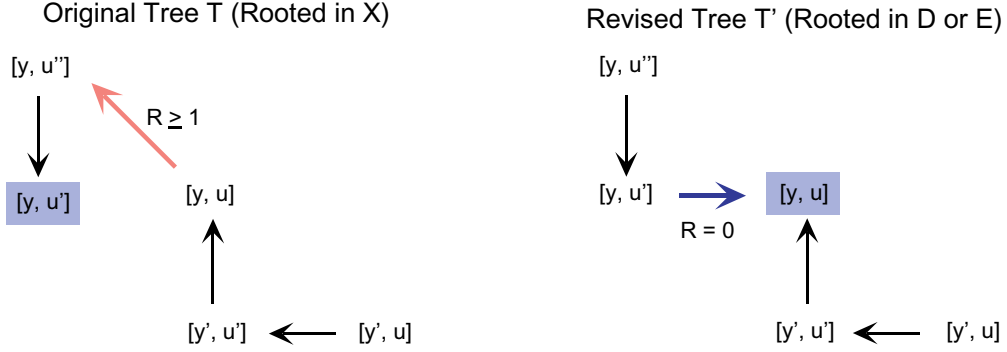 Original Tree T (Rooted in X)
[y, u'']
R ≥ 1
[y, u']
[y, u]
[y', u']
[y', u]
Revised Tree T’ (Rooted in D or E)
[y, u'']
[y, u']
[y, u]
R = 0
[y', u']
[y', u]